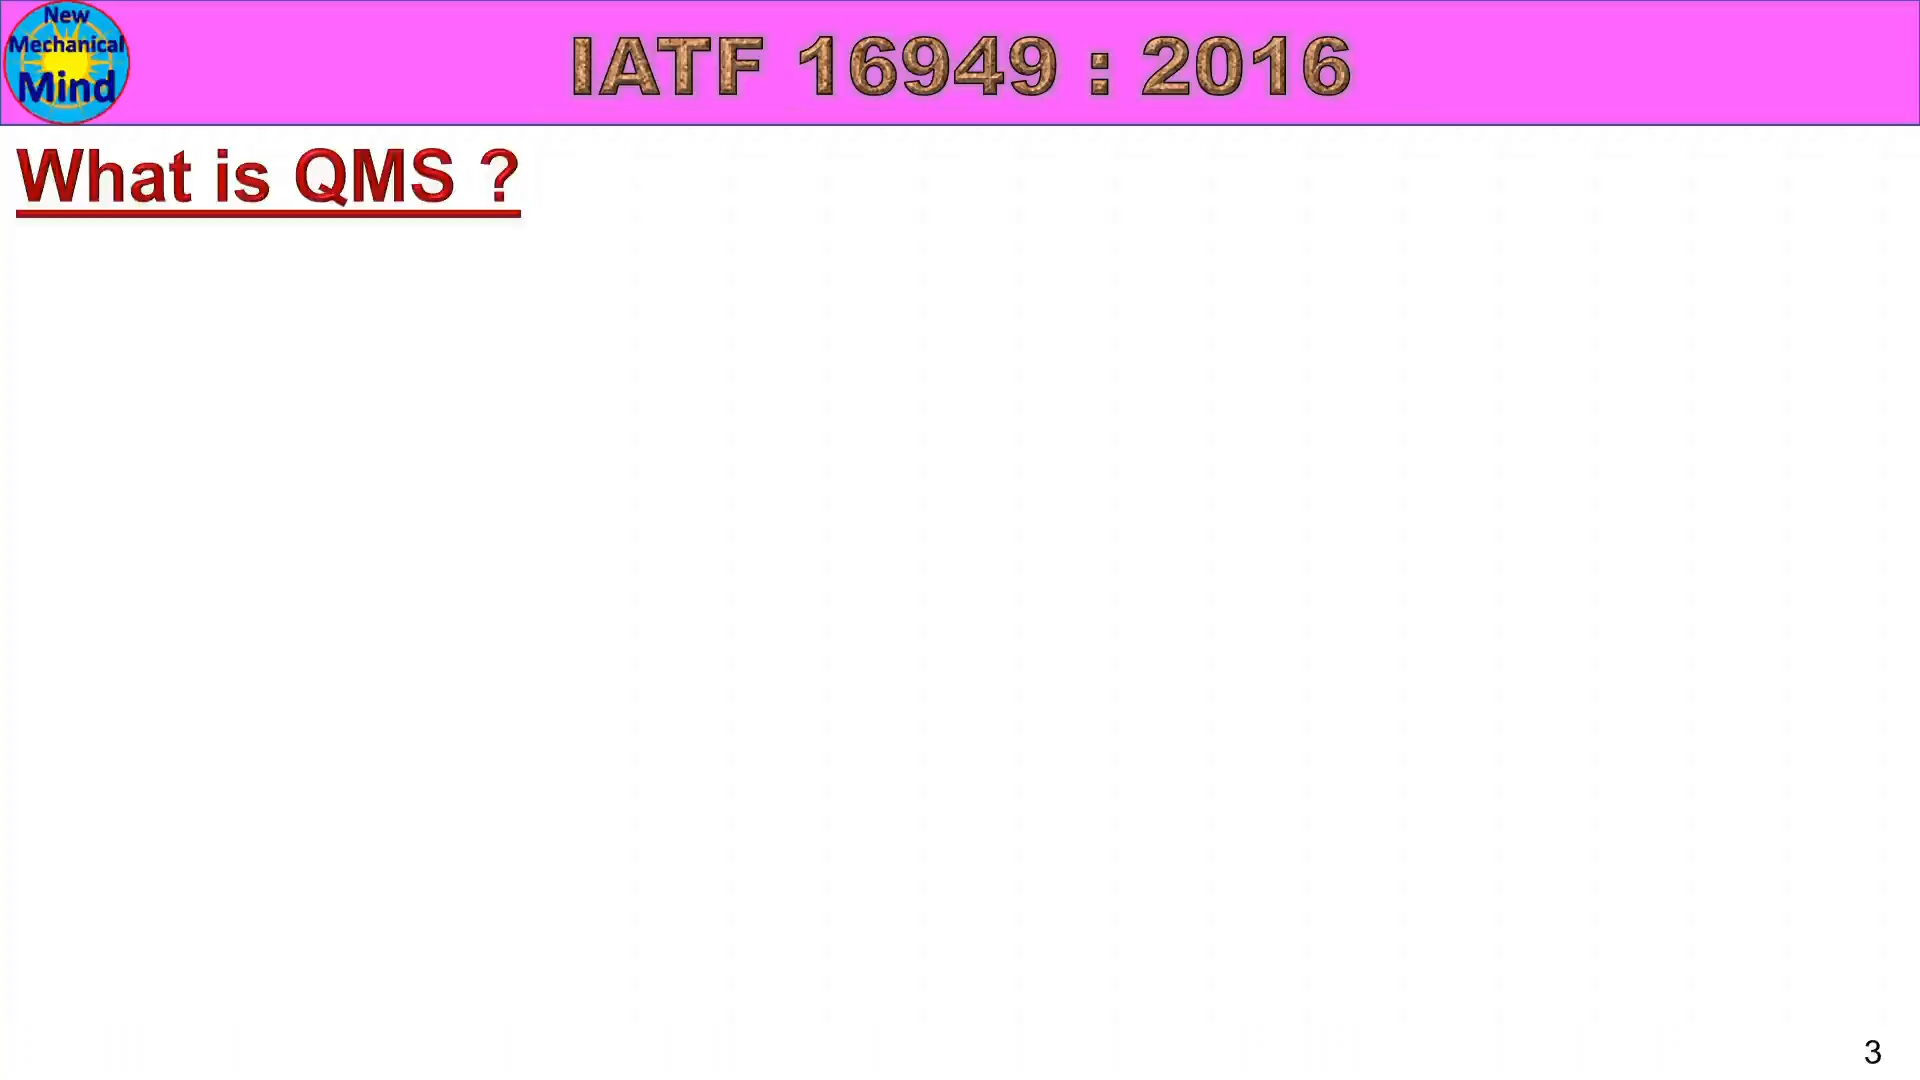 New
Mechanical
Mind
IATF 16949 : 2016
What is QMS ?
3